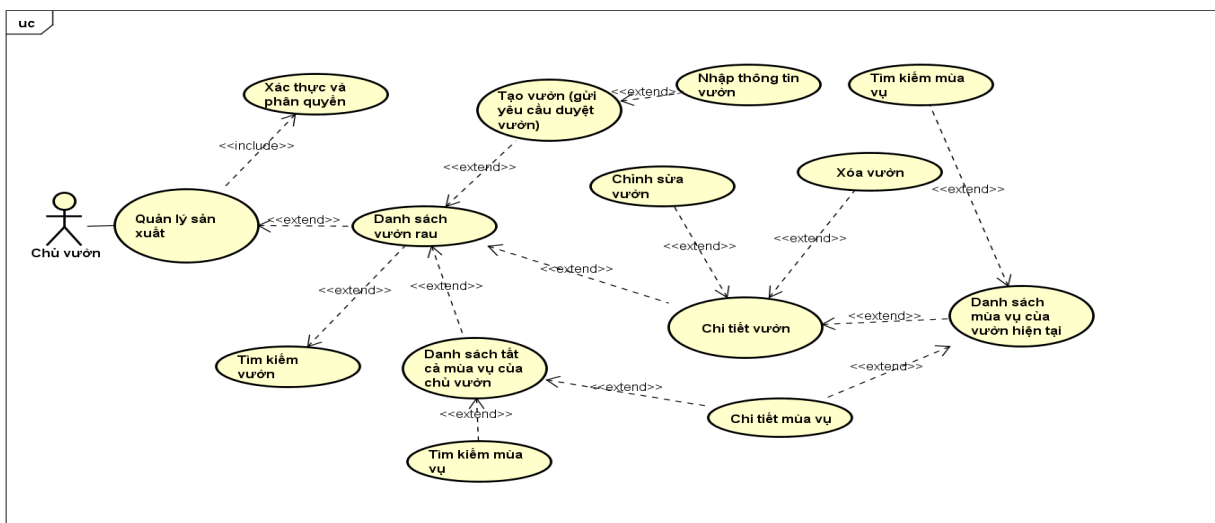 uc
Xác thực và
phân quyền
Tạo vườn (gửi
yêu cầu duyệt
vườn)
<<extend>>
Nhập thông tin
vườn
Tìm kiếm mùa
vụ
<<include>>
<<extend>>
Chỉnh sửa
vườn
Xóa vườn
<<extend>>
Chủ vườn
Quản lý sản
xuất
<<extend>>
Danh sách
vườn rau
<<extend>>
<<extend>>
<<extend>>
<<extend>>
<<extend>>
Chi tiết vườn
<<extend>>
Danh sách
mùa vụ của
vườn hiện tại
Tìm kiếm
vườn
Danh sách tất
cả mùa vụ của
chủ vườn
<<extend>>
<<extend>>
<<extend>>
Chi tiết mùa vụ
Tìm kiếm mùa
vụ